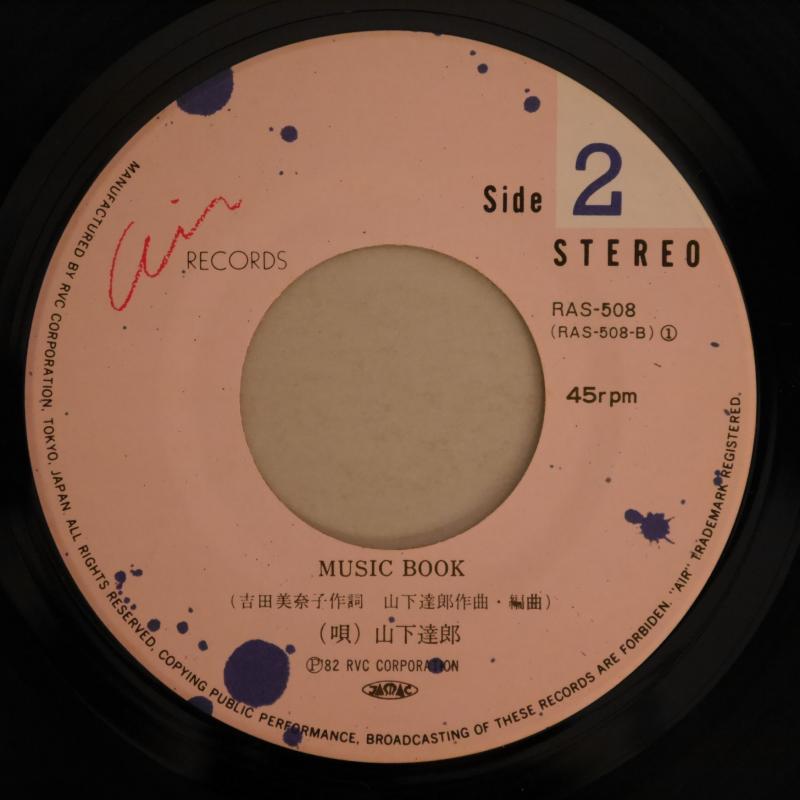 Side 2
STEREO
Air RECORDS
RAS-508
(RAS-508-B) ①
45rpm
MUSIC BOOK
(吉田美奈子作詞 山下達郎作曲・編曲)
(唄) 山下達郎
Ⓟ'82 RVC CORPORATION
JASRAC
MANUFACTURED BY RVC CORPORATION, TOKYO, JAPAN. ALL RIGHTS RESERVED, COPYING PUBLIC PERFORMANCE, BROADCASTING OF THESE RECORDS ARE FORBIDDEN. "AIR" TRADEMARK REGISTERED.